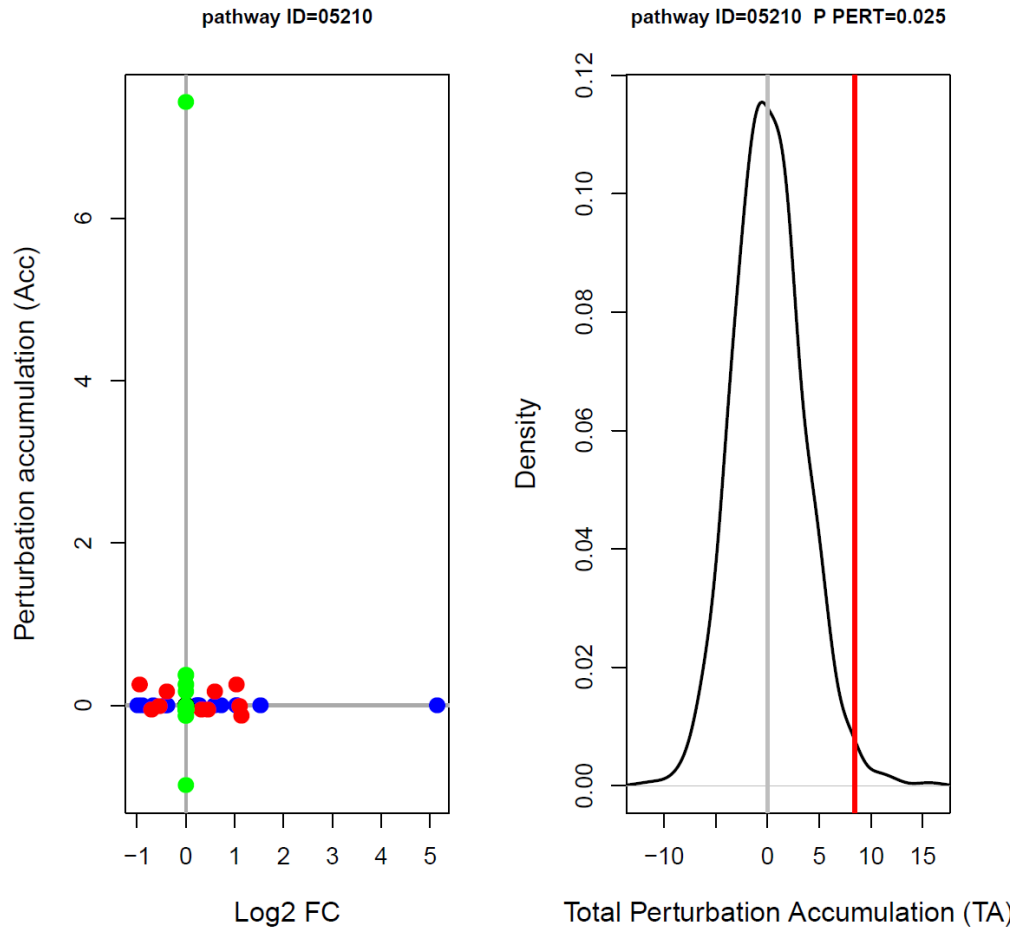 pathway ID=05210
Perturbation accumulation (Acc)
6
4
2
0
−1 0 1 2 3 4 5
Log2 FC
pathway ID=05210 P PERT=0.025
Density
0.12
0.10
0.08
0.06
0.04
0.02
0.00
−10 0 5 10 15
Total Perturbation Accumulation (TA)